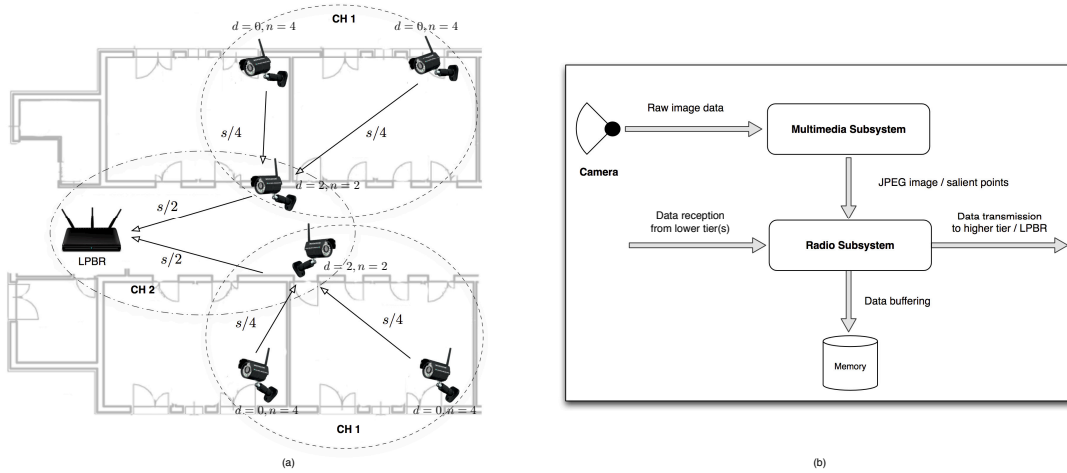 CH 1
d = 0, n = 4
d = 0, n = 4
s/4
s/4
d = 2, n = 2
s/2
LPBR
s/2
d = 2, n = 2
CH 2
s/4
s/4
d = 0, n = 4
d = 0, n = 4
CH 1
(a)
Raw image data
Multimedia Subsystem
Camera
JPEG image / salient points
Data reception
from lower tier(s)
Radio Subsystem
Data transmission
to higher tier / LPBR
Data buffering
Memory
(b)